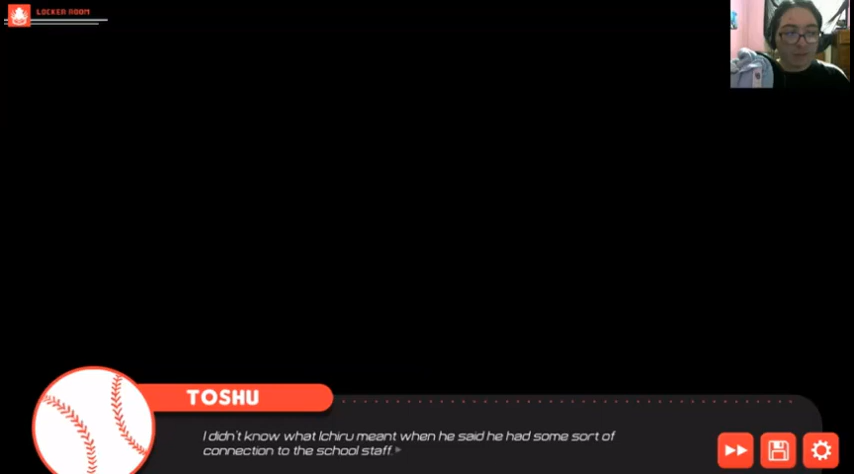 LOCKER ROOM
TOSHU
I didn't know what Ichiru meant when he said he had some sort of
connection to the school staff.